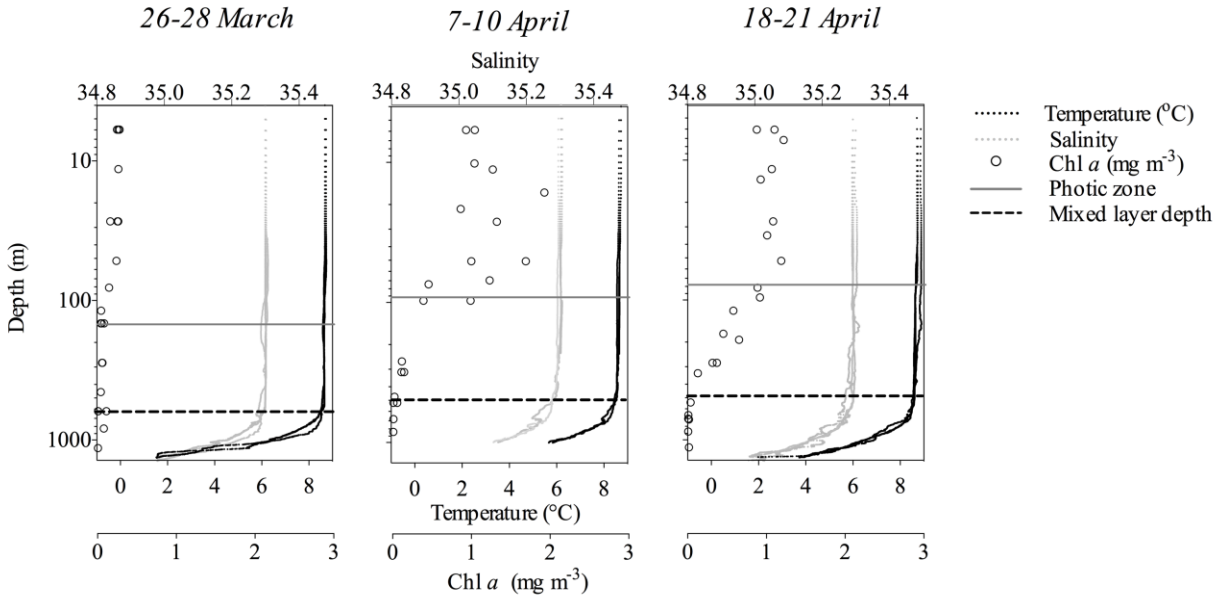 26-28 March
7-10 April
18-21 April
Salinity
34.8 35.0 35.2 35.4
34.8 35.0 35.2 35.4
34.8 35.0 35.2 35.4
Temperature (°C)
Salinity
Chl a (mg m-3)
Photic zone
Mixed layer depth
Depth (m)
10
100
1000
0 2 4 6 8
0 2 4 6 8
0 2 4 6 8
Temperature (°C)
0 1 2 3
0 1 2 3
0 1 2 3
Chl a (mg m-3)